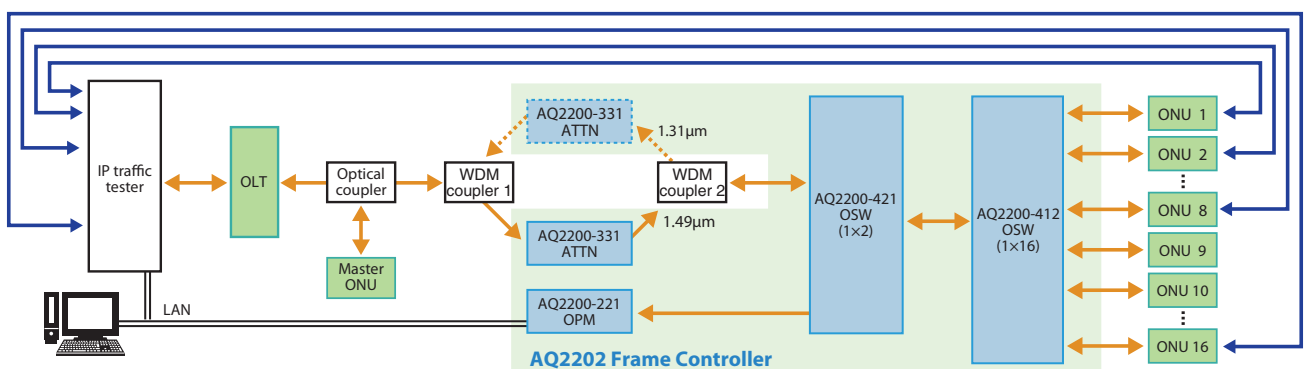 IP traffic
tester
OLT
Optical
coupler
Master
ONU
WDM
coupler 1
AQ2200-331
ATTN
1.31μm
WDM
coupler 2
1.49μm
AQ2200-331
ATTN
AQ2200-221
OPM
AQ2200-421
OSW
(1×2)
AQ2200-412
OSW
(1×16)
ONU 1
ONU 2
ONU 8
ONU 9
ONU 10
ONU 16
LAN
AQ2202 Frame Controller